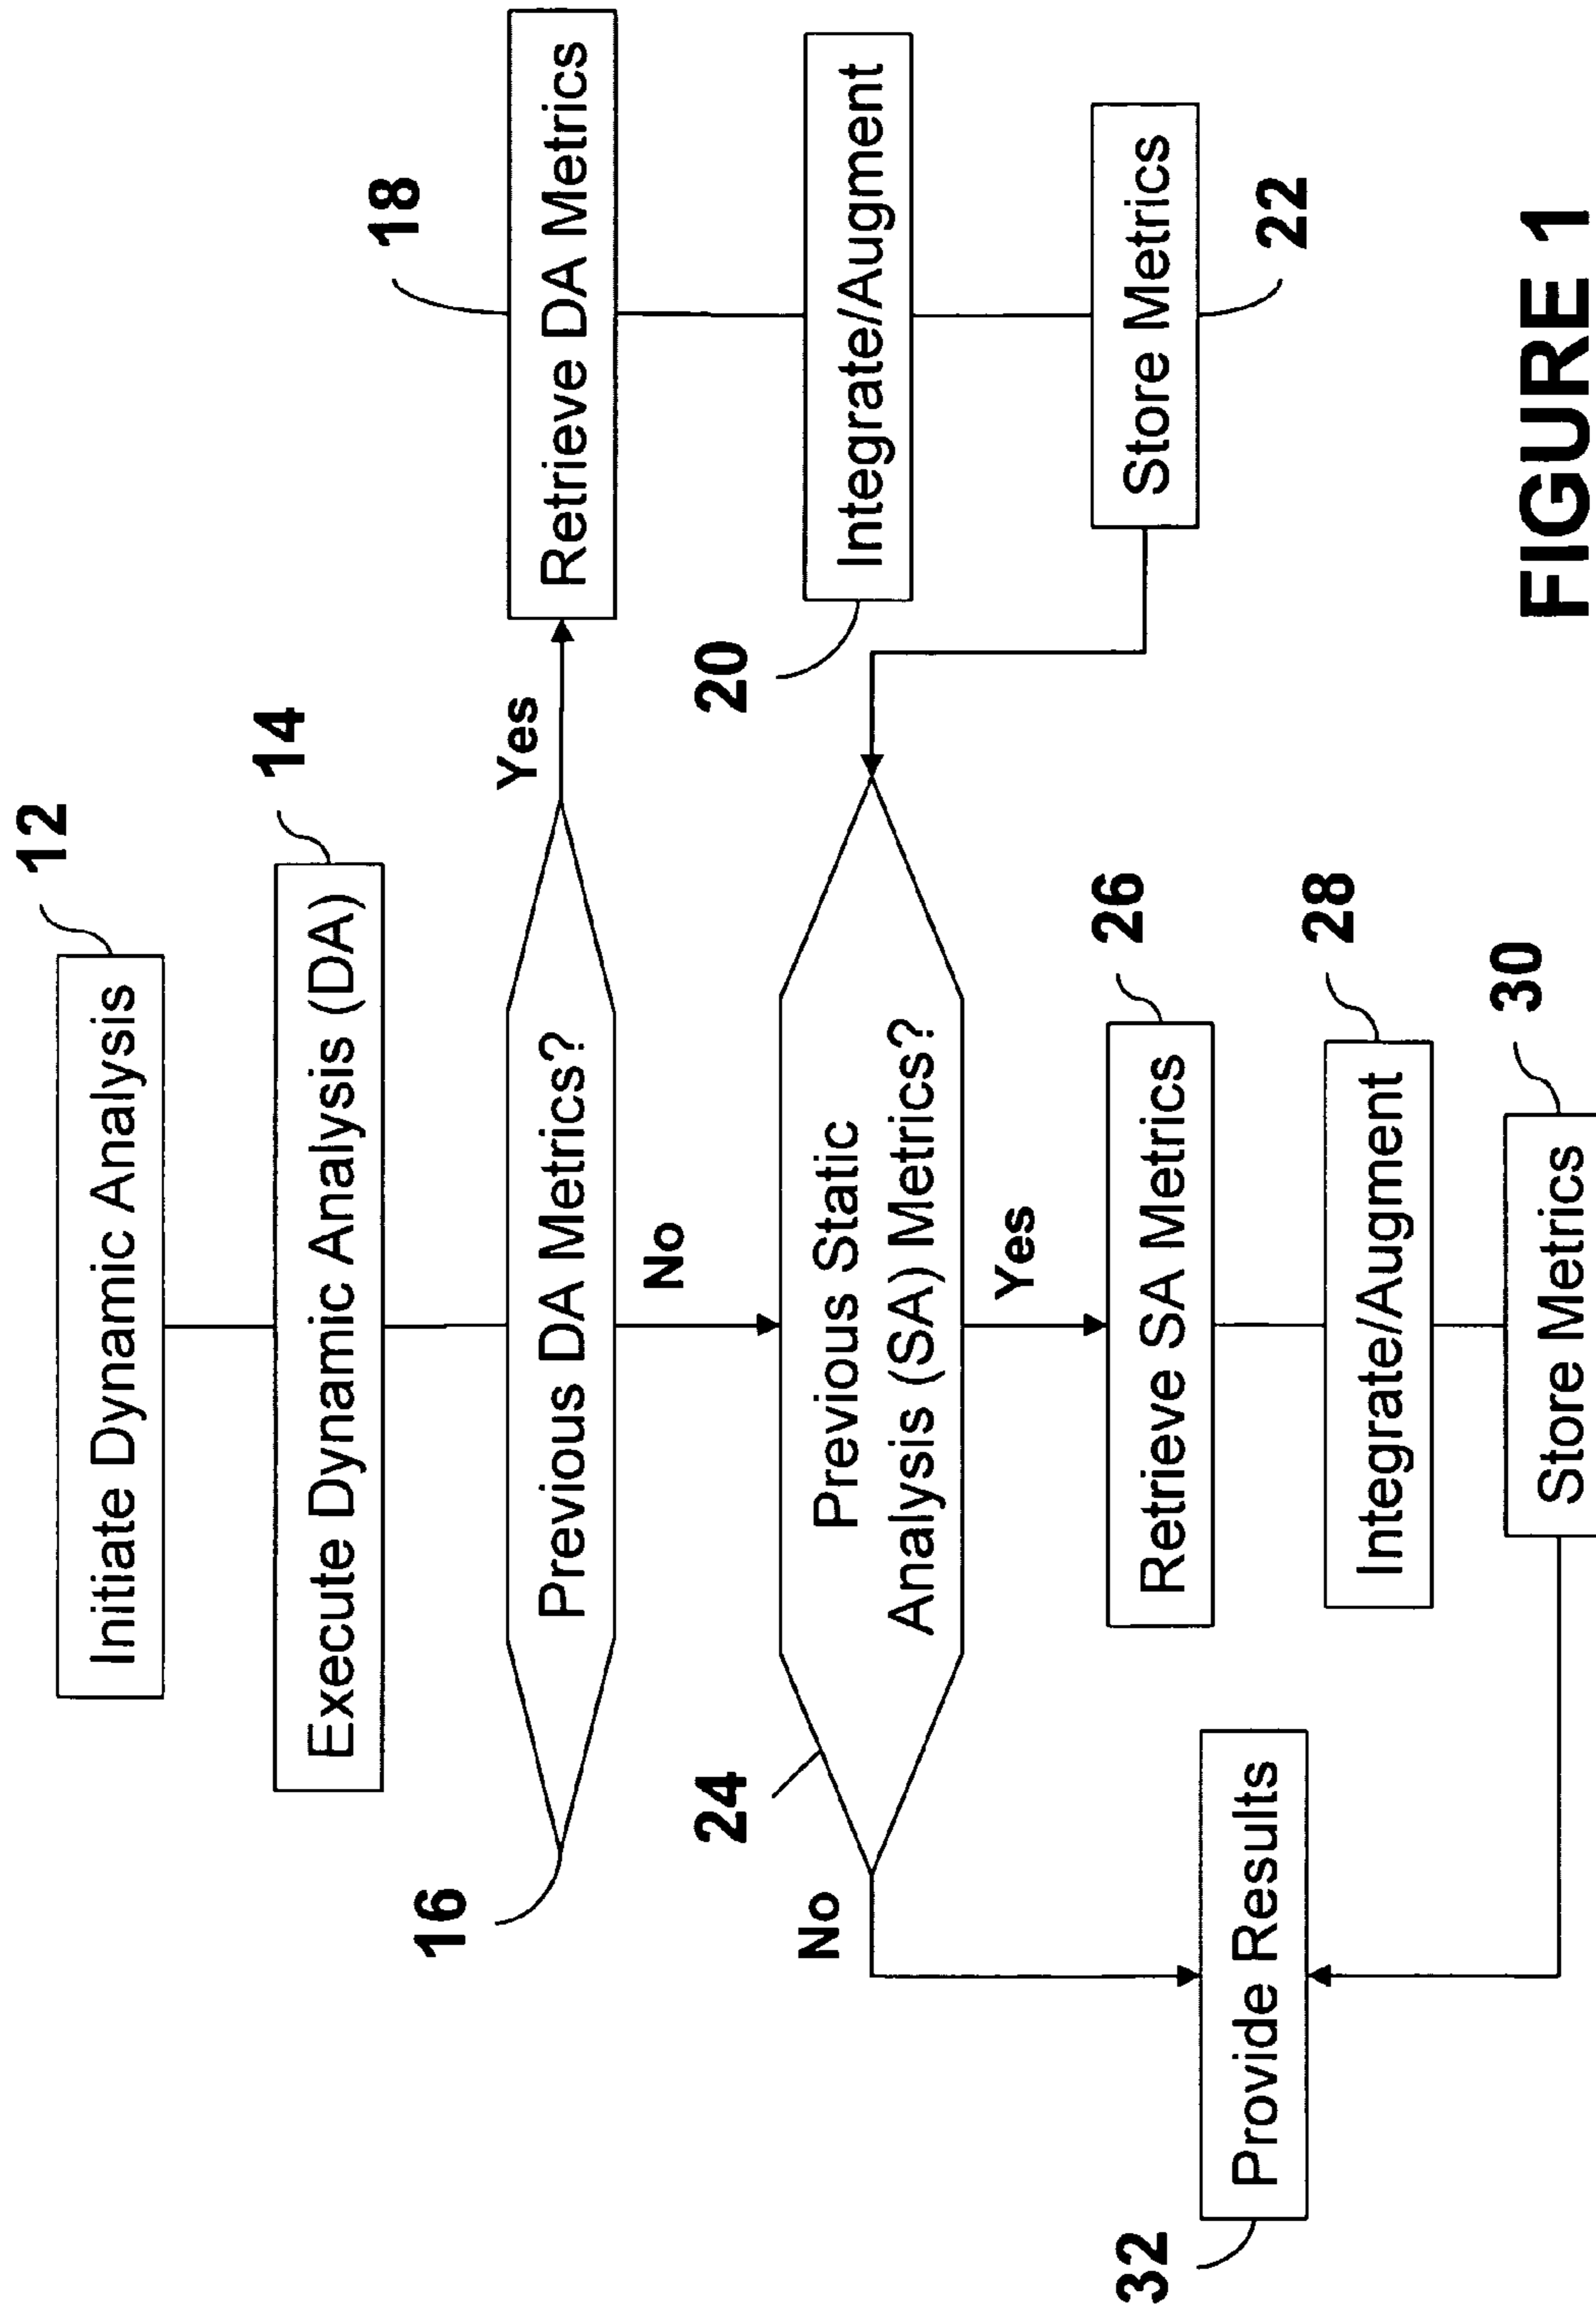 12
Initiate Dynamic Analysis
14
Execute Dynamic Analysis (DA)
16
Previous DA Metrics?
Yes
18
Retrieve DA Metrics
No
20
Integrate/Augment
24
Previous Static
Analysis (SA) Metrics?
No
Yes
Store Metrics
22
26
Retrieve SA Metrics
32
Provide Results
28
Integrate/Augment
30
Store Metrics
FIGURE 1